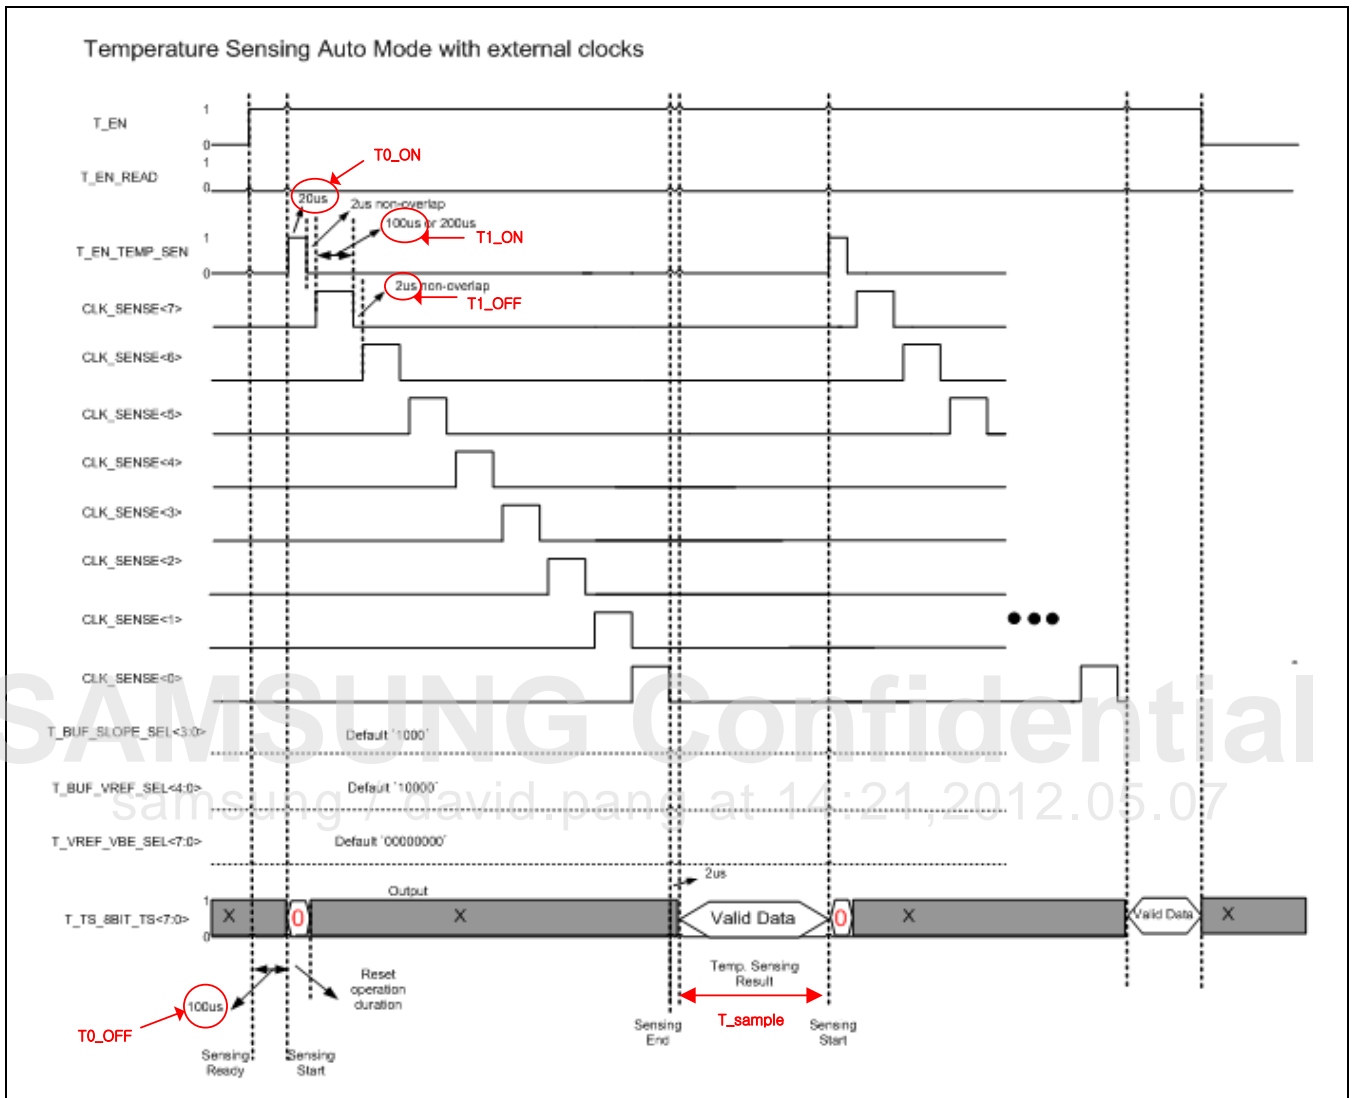 Temperature Sensing Auto Mode with external clocks
T_EN
1
0
T0_ON
T_EN_READ
1
0
20us
2us non-overlap
100us or 200us
T1_ON
T_EN_TEMP_SEN
1
0
2us non-overlap
T1_OFF
CLK_SENSE<7>
CLK_SENSE<6>
CLK_SENSE<5>
CLK_SENSE<4>
CLK_SENSE<3>
CLK_SENSE<2>
CLK_SENSE<1>
CLK_SENSE<0>
SAMSUNG Confidential
T_BUF_SLOPE_SEL<3:0>
Default '1000'
T_BUF_VREF_SEL<4:0>
Default '10000'
samsung / david.pang at 14:21,2012.05.07
T_VREF_VBE_SEL<7:0>
Default '00000000'
2us
Output
T_TS_8BIT_TS<7:0>
1
0
X
0
X
Valid Data
0
X
Valid Data
X
100us
T0_OFF
Reset operation duration
Temp. Sensing Result
T_sample
Sensing Ready
Sensing Start
Sensing End
Sensing Start